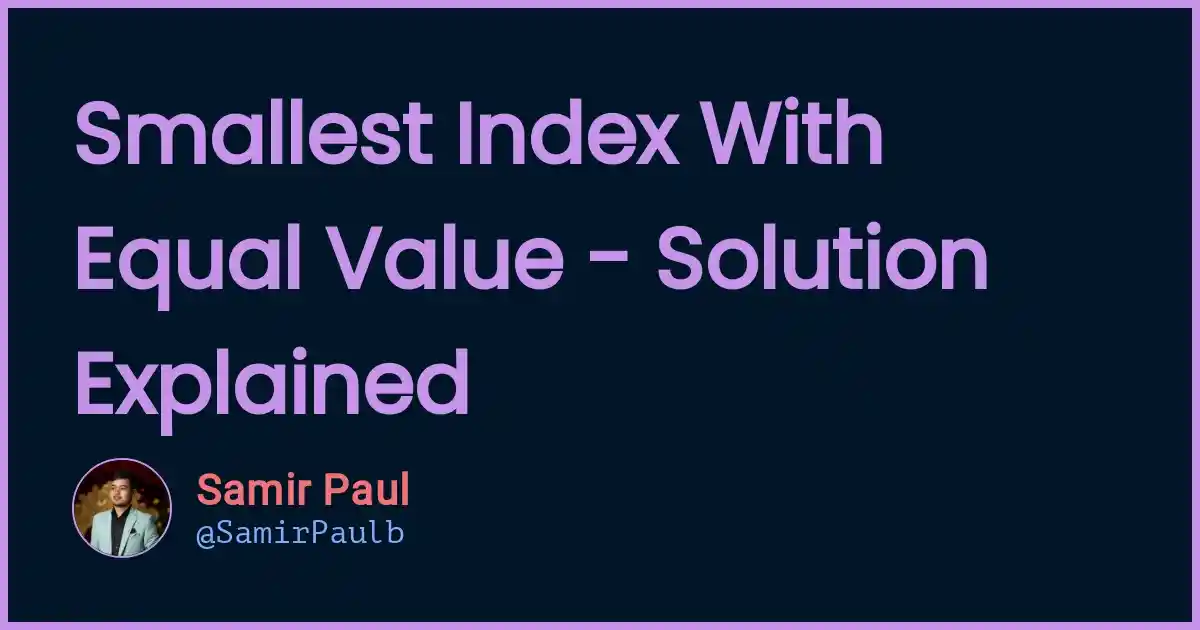 Smallest Index With
Equal Value - Solution
Explained
Samir Paul
@SamirPaulb